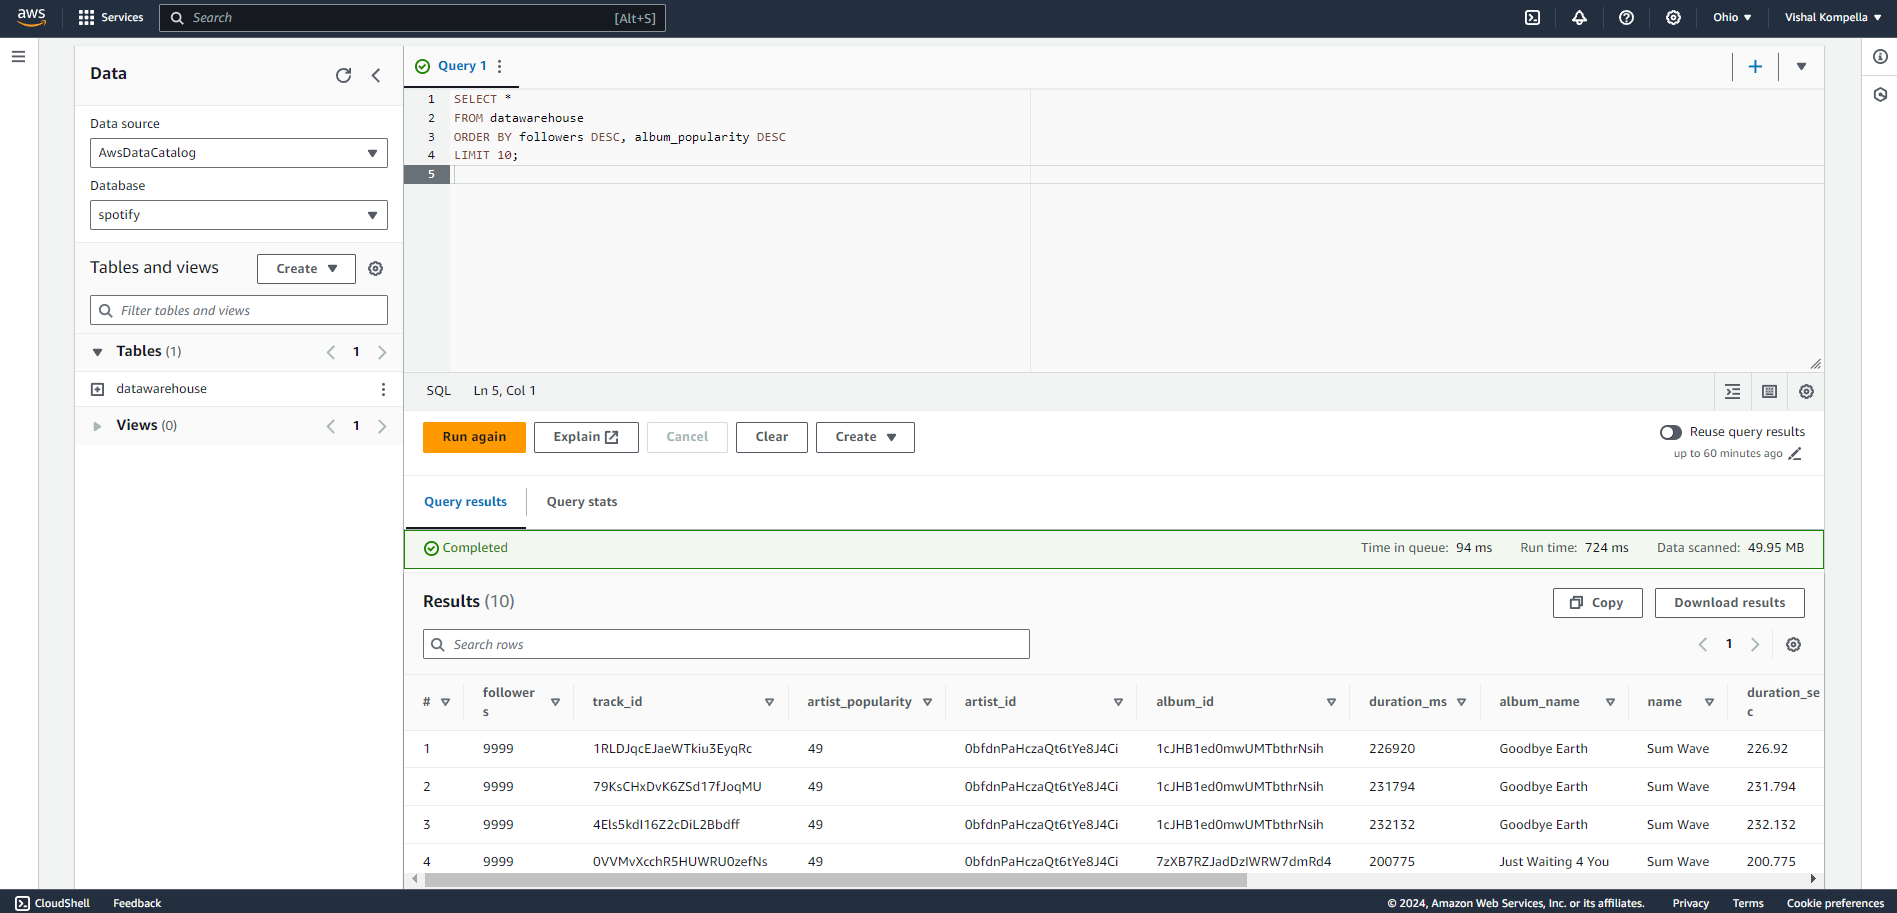 aws
Services
Search
[Alt+S]
Ohio
Vishal Kompella
Data
Data source
AwsDataCatalog
Database
spotify
Tables and views
Create
Filter tables and views
Tables (1)
1
datawarehouse
Views (0)
1
Query 1
1 SELECT *
2 FROM datawarehouse
3 ORDER BY followers DESC, album_popularity DESC
4 LIMIT 10;
5
SQL
Ln 5, Col 1
Run again
Explain
Cancel
Clear
Create
Reuse query results
up to 60 minutes ago
Query results
Query stats
Completed
Time in queue: 94 ms
Run time: 724 ms
Data scanned: 49.95 MB
Results (10)
Copy
Download results
Search rows
1
# followers track_id artist_popularity artist_id album_id duration_ms album_name name duration_sec
1 9999 1RLDJqcEJaeWTkiu3EyqRc 49 0bfdnPaHczaQt6tYe8J4Ci 1cJHB1ed0mwUMTbthrNsih 226920 Goodbye Earth Sum Wave 226.92
2 9999 79KsCHxDvK6ZSd17fJoqMU 49 0bfdnPaHczaQt6tYe8J4Ci 1cJHB1ed0mwUMTbthrNsih 231794 Goodbye Earth Sum Wave 231.794
3 9999 4Els5kdI16Z2cDiL2Bbdff 49 0bfdnPaHczaQt6tYe8J4Ci 1cJHB1ed0mwUMTbthrNsih 232132 Goodbye Earth Sum Wave 232.132
4 9999 0VVMvXcchR5HUWRU0zefNs 49 0bfdnPaHczaQt6tYe8J4Ci 7zXB7RZJadDzIWRW7dmRd4 200775 Just Waiting 4 You Sum Wave 200.775
CloudShell
Feedback
© 2024, Amazon Web Services, Inc. or its affiliates.
Privacy
Terms
Cookie preferences